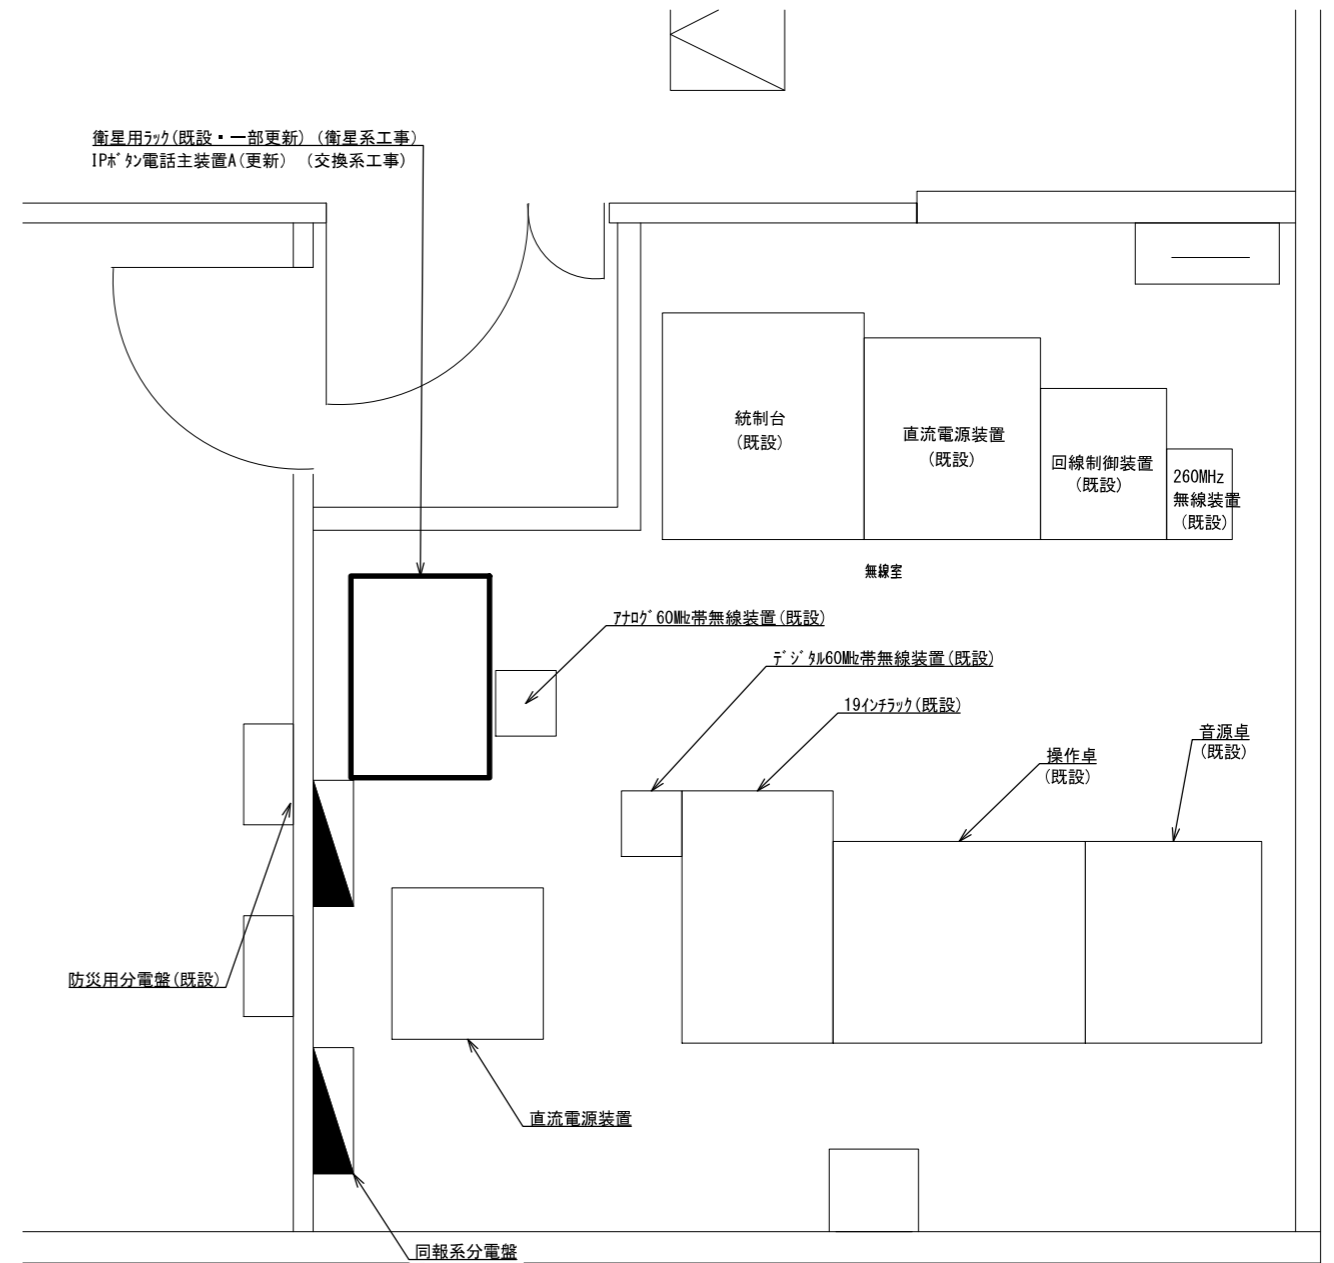 衛星用ﾗｯｸ(既設・一部更新) (衛星系工事)
IPﾎﾞﾀﾝ電話主装置A(更新) (交換系工事)
統制台
(既設)
直流電源装置
(既設)
回線制御装置
(既設)
260MHz
無線装置
(既設)
無線室
ｱﾅﾛｸﾞ60MHz帯無線装置(既設)
ﾃﾞｼﾞﾀﾙ60MHz帯無線装置(既設)
19ｲﾝﾁﾗｯｸ(既設)
操作卓
(既設)
音源卓
(既設)
防災用分電盤(既設)
直流電源装置
同報系分電盤